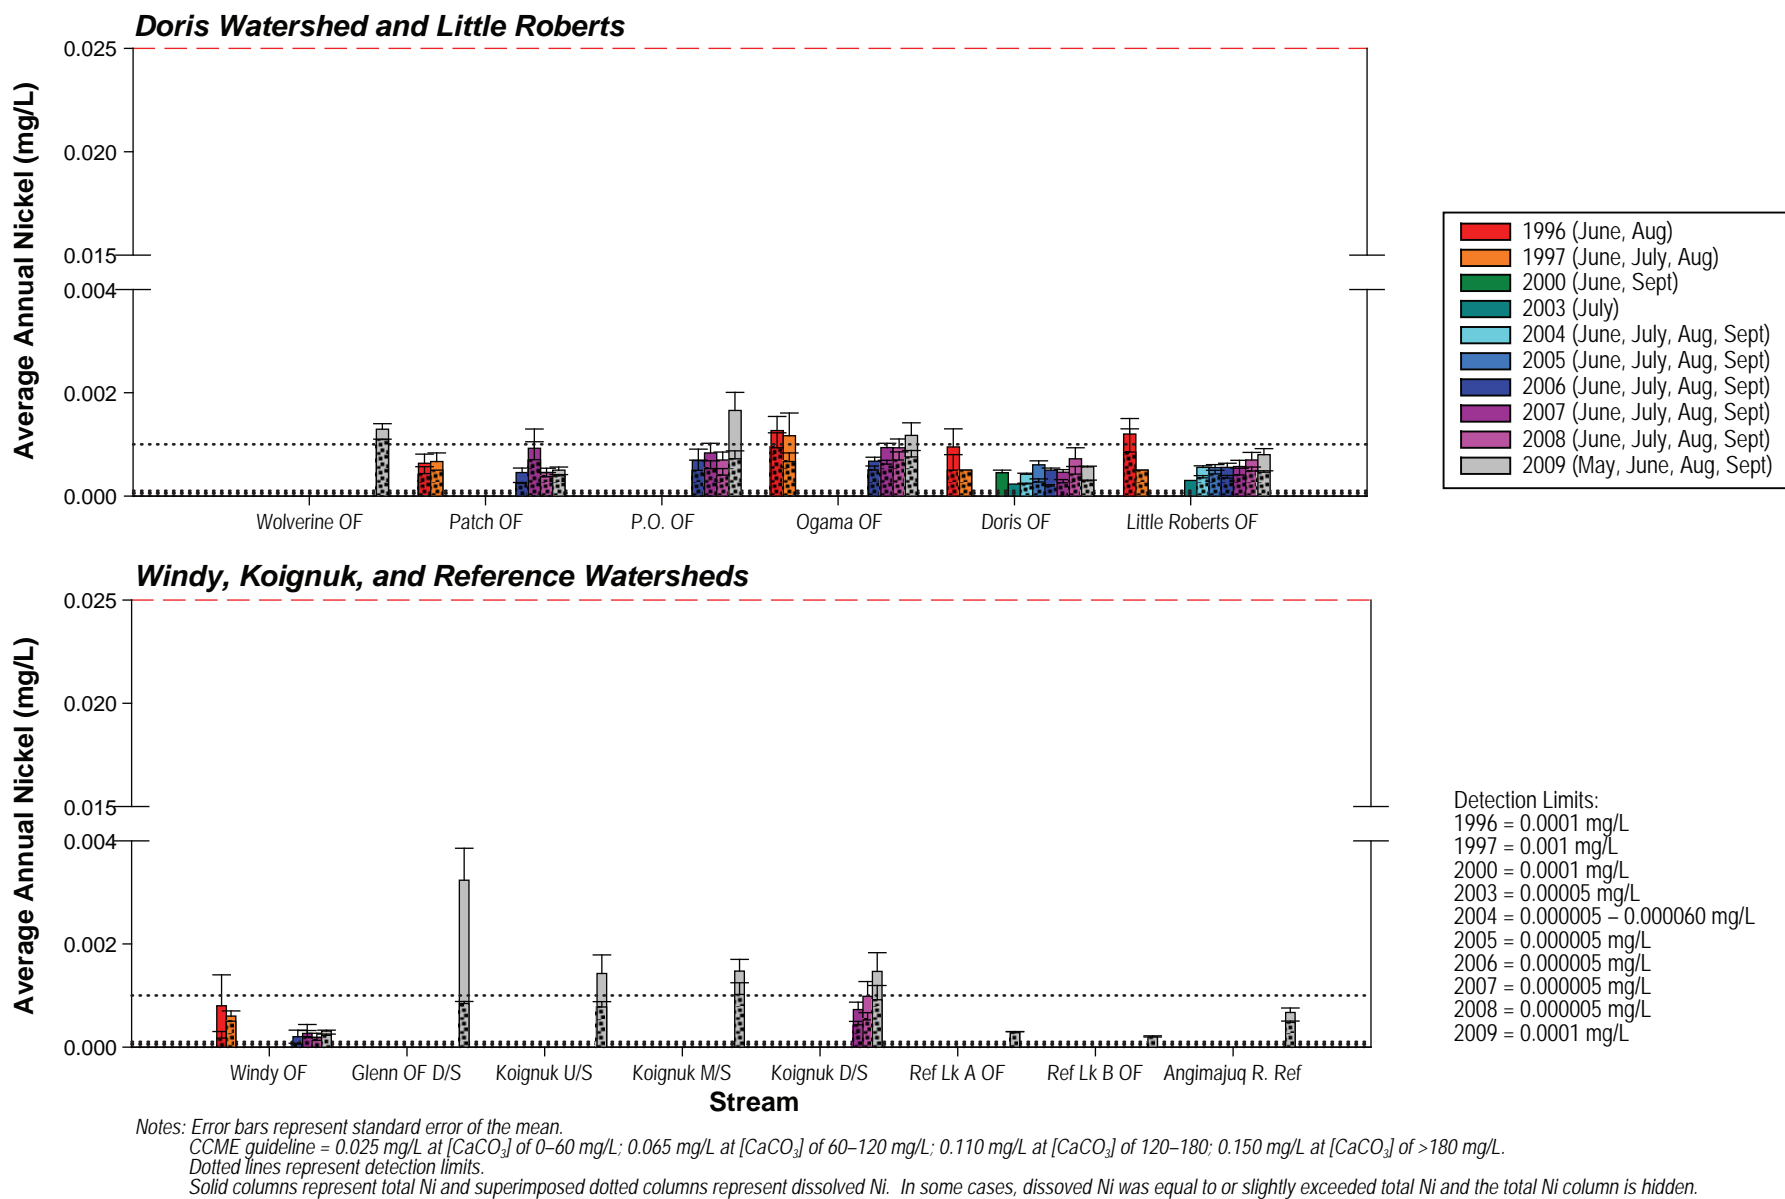 Doris Watershed and Little Roberts
Average Annual Nickel (mg/L)
0.025
0.020
0.015
0.004
0.002
0.000
Wolverine OF
Patch OF
P.O. OF
Ogama OF
Doris OF
Little Roberts OF
1996 (June, Aug)
1997 (June, July, Aug)
2000 (June, Sept)
2003 (July)
2004 (June, July, Aug, Sept)
2005 (June, July, Aug, Sept)
2006 (June, July, Aug, Sept)
2007 (June, July, Aug, Sept)
2008 (June, July, Aug, Sept)
2009 (May, June, Aug, Sept)
Windy, Koignuk, and Reference Watersheds
Average Annual Nickel (mg/L)
0.025
0.020
0.015
0.004
0.002
0.000
Windy OF
Glenn OF D/S
Koignuk U/S
Koignuk M/S
Koignuk D/S
Ref Lk A OF
Ref Lk B OF
Angimajuq R. Ref
Stream
Detection Limits:
1996 = 0.0001 mg/L
1997 = 0.001 mg/L
2000 = 0.0001 mg/L
2003 = 0.00005 mg/L
2004 = 0.000005 – 0.000060 mg/L
2005 = 0.000005 mg/L
2006 = 0.000005 mg/L
2007 = 0.000005 mg/L
2008 = 0.000005 mg/L
2009 = 0.0001 mg/L
Notes: Error bars represent standard error of the mean.
CCME guideline = 0.025 mg/L at [CaCO₃] of 0–60 mg/L; 0.065 mg/L at [CaCO₃] of 60–120 mg/L; 0.110 mg/L at [CaCO₃] of 120–180; 0.150 mg/L at [CaCO₃] of >180 mg/L.
Dotted lines represent detection limits.
Solid columns represent total Ni and superimposed dotted columns represent dissolved Ni.  In some cases, dissoved Ni was equal to or slightly exceeded total Ni and the total Ni column is hidden.